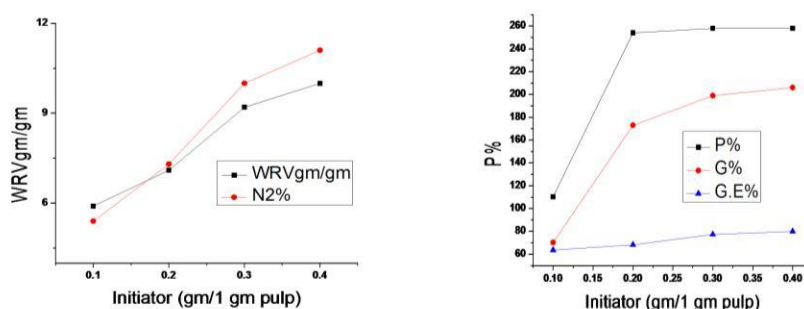 12
9
6
WRVgm/gm
WRVgm/gm
N2%
0.1 0.2 0.3 0.4
Initiator (gm/1 gm pulp)
260
240
220
200
180
160
140
120
100
80
60
P%
P%
G%
G.E%
0.10 0.15 0.20 0.25 0.30 0.35 0.40
Initiator (gm/1 gm pulp)